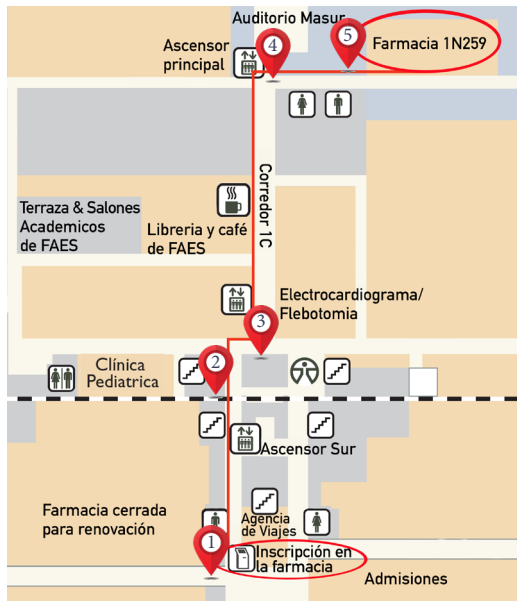 Auditorio Masur
5
4
Farmacia 1N259
Ascensor
principal
Corredor 1C
Terraza & Salones
Academicos
de FAES
Libreria y café
de FAES
Electrocardiograma/
Flebotomia
3
2
Clínica
Pediatrica
Ascensor Sur
Farmacia cerrada
para renovación
Agencia
de Viajes
1
Inscripción en
la farmacia
Admisiones